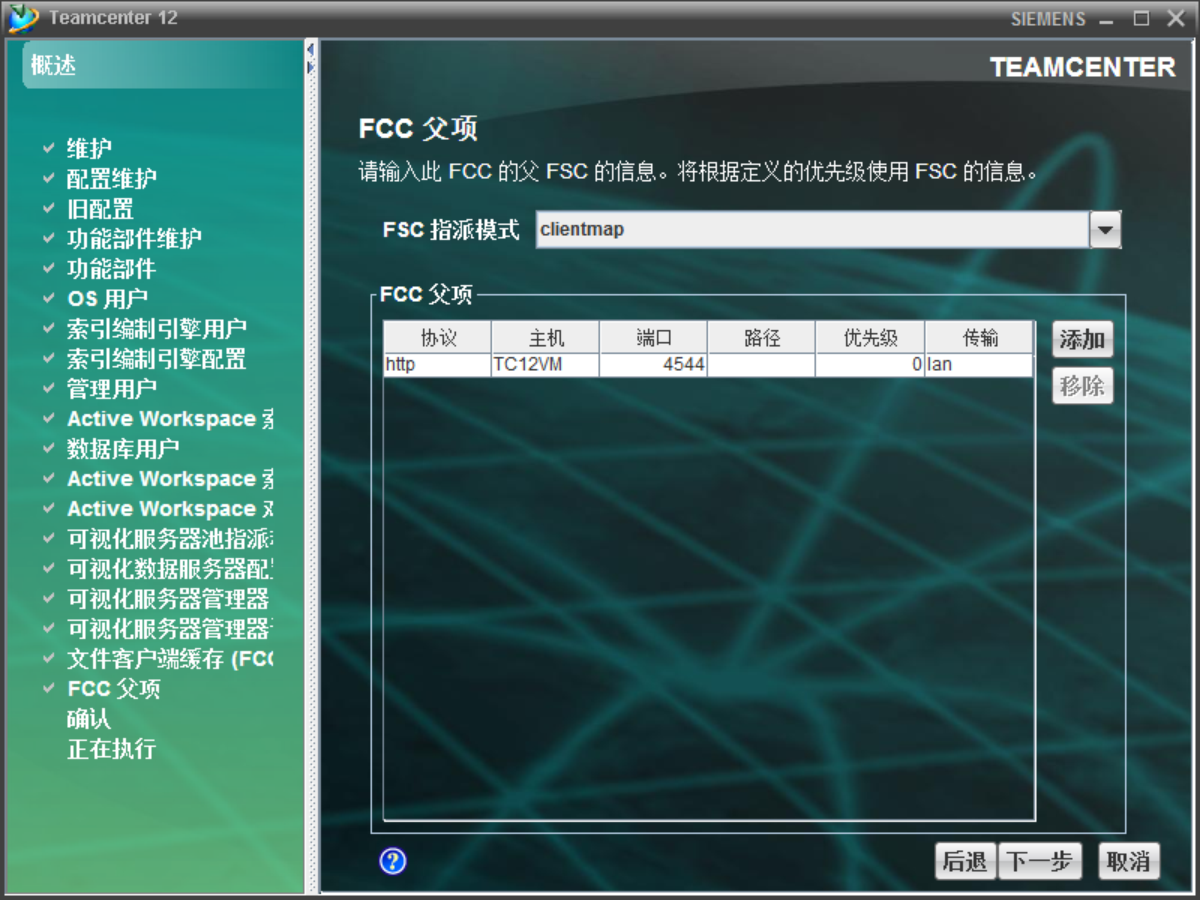 Teamcenter 12
SIEMENS
概述
TEAMCENTER
维护
配置维护
旧配置
功能部件维护
功能部件
OS 用户
索引编制引擎用户
索引编制引擎配置
管理用户
Active Workspace
数据库用户
Active Workspace
Active Workspace
可视化服务器池指派
可视化数据服务器配
可视化服务器管理器
可视化服务器管理器
文件客户端缓存 (FCC
FCC 父项
确认
正在执行
FCC 父项
请输入此 FCC 的父 FSC 的信息。将根据定义的优先级使用 FSC 的信息。
FSC 指派模式 clientmap
FCC 父项
协议 主机 端口 路径 优先级 传输
http TC12VM 4544 0 lan
添加
移除
?
后退 下一步 取消